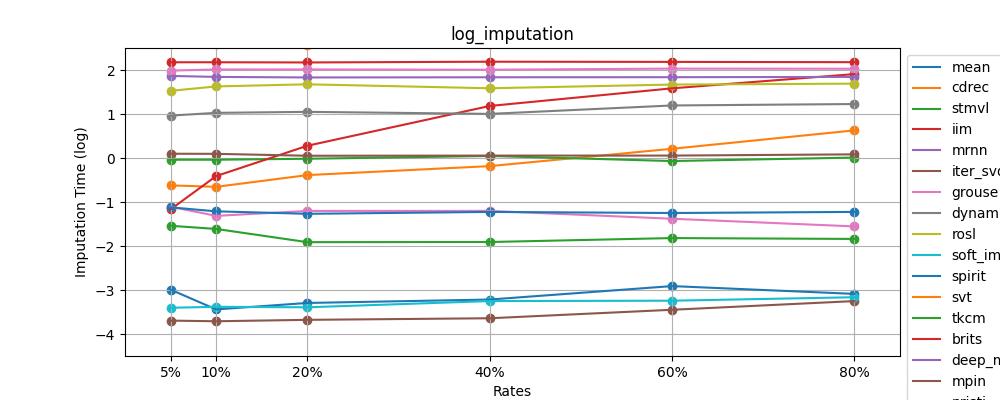 log_imputation
Imputation Time (log)
2
1
0
−1
−2
−3
−4
5%
10%
20%
40%
60%
80%
Rates
mean
cdrec
stmvl
iim
mrnn
iter_svd
grouse
dynam
rosl
soft_im
spirit
svt
tkcm
brits
deep_m
mpin